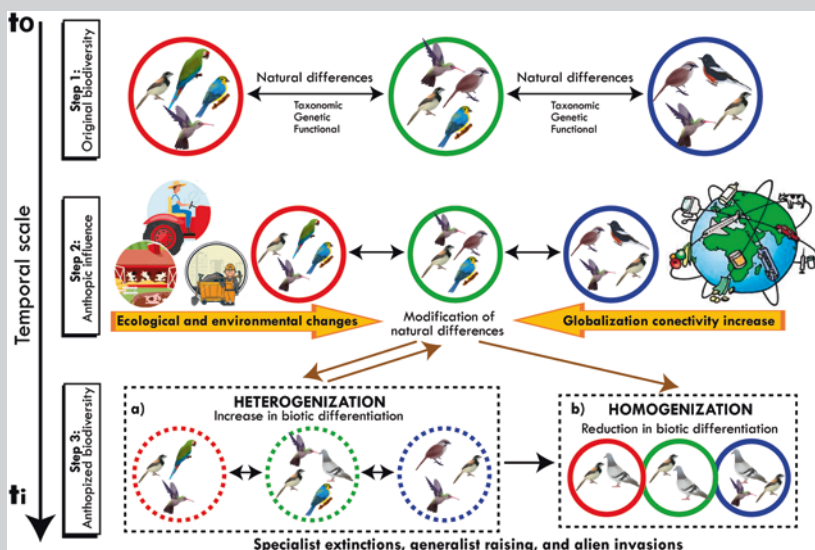 to
Temporal scale
ti
Step 1:
Original biodiversity
Natural differences
Taxonomic
Genetic
Functional
Natural differences
Taxonomic
Genetic
Functional
Step 2:
Anthopic influence
Ecological and environmental changes
Modification of
natural differences
Globalization conectivity increase
Step 3:
Anthopized biodiversity
a)
HETEROGENIZATION
Increase in biotic differentiation
b)
HOMOGENIZATION
Reduction in biotic differentiation
Specialist extinctions, generalist raising, and alien invasions